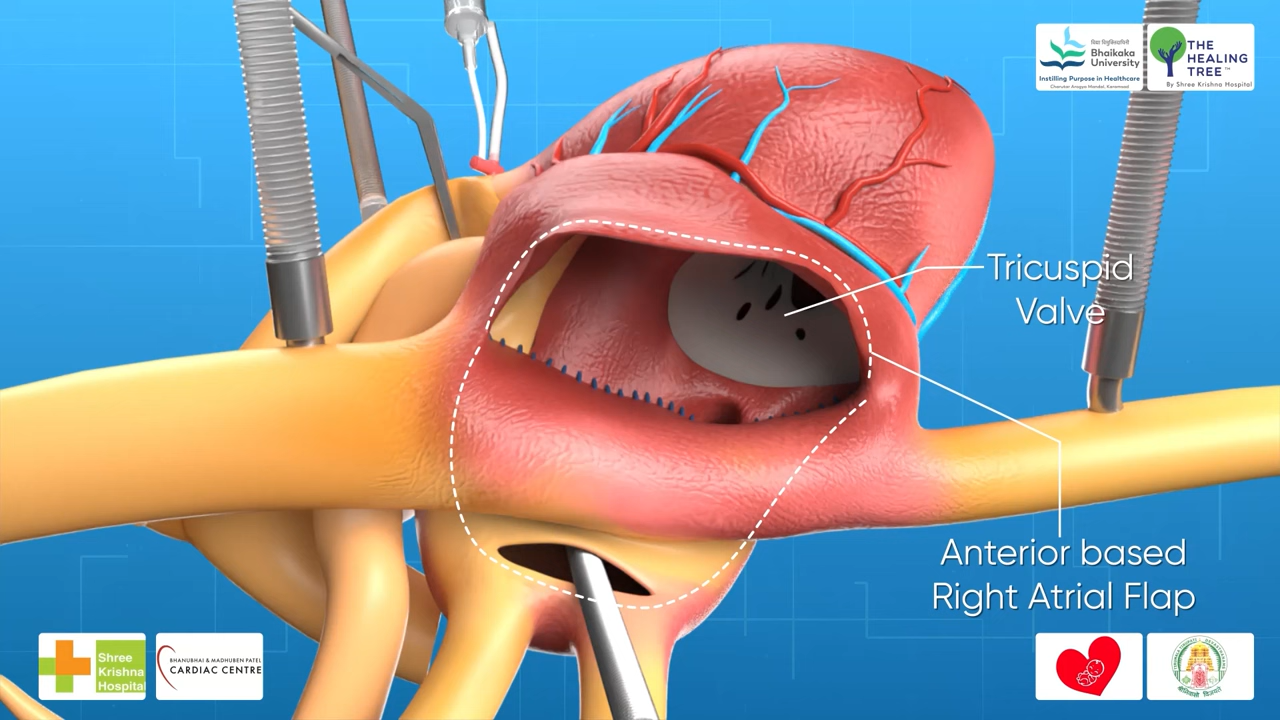 Bhaikaka
University
Instilling Purpose in Healthcare
Charutar Arogya Mandal, Karamsad
THE
HEALING
TREE™
By Shree Krishna Hospital
Tricuspid
Valve
Anterior based
Right Atrial Flap
Shree
Krishna
Hospital
BHANUBHAI & MADHUBEN PATEL
CARDIAC CENTRE